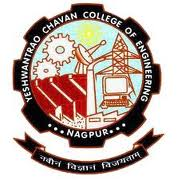 YESHWANTRAO CHAVAN COLLEGE OF ENGINEERING
NAGPUR
नवीनं विज्ञानं विजयताम्